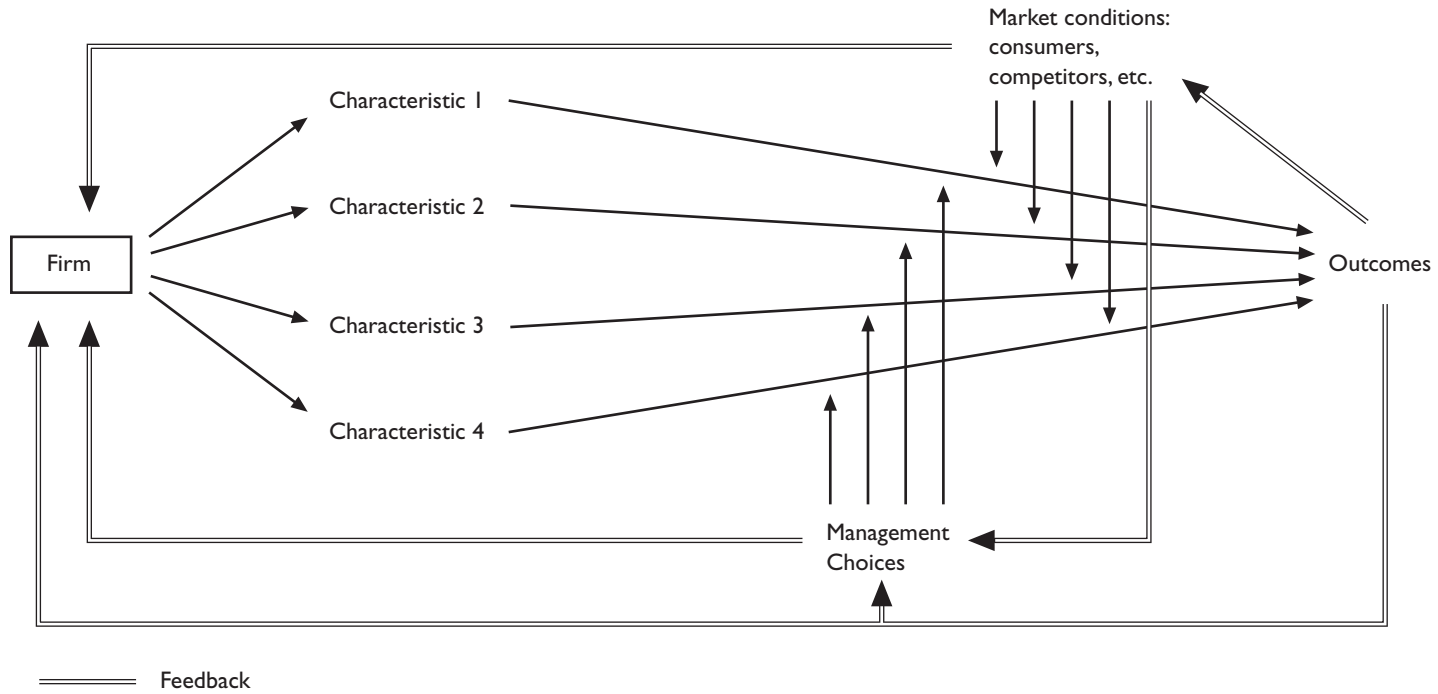 Market conditions:
consumers,
competitors, etc.
Characteristic 1
Characteristic 2
Firm
Outcomes
Characteristic 3
Characteristic 4
Management
Choices
Feedback